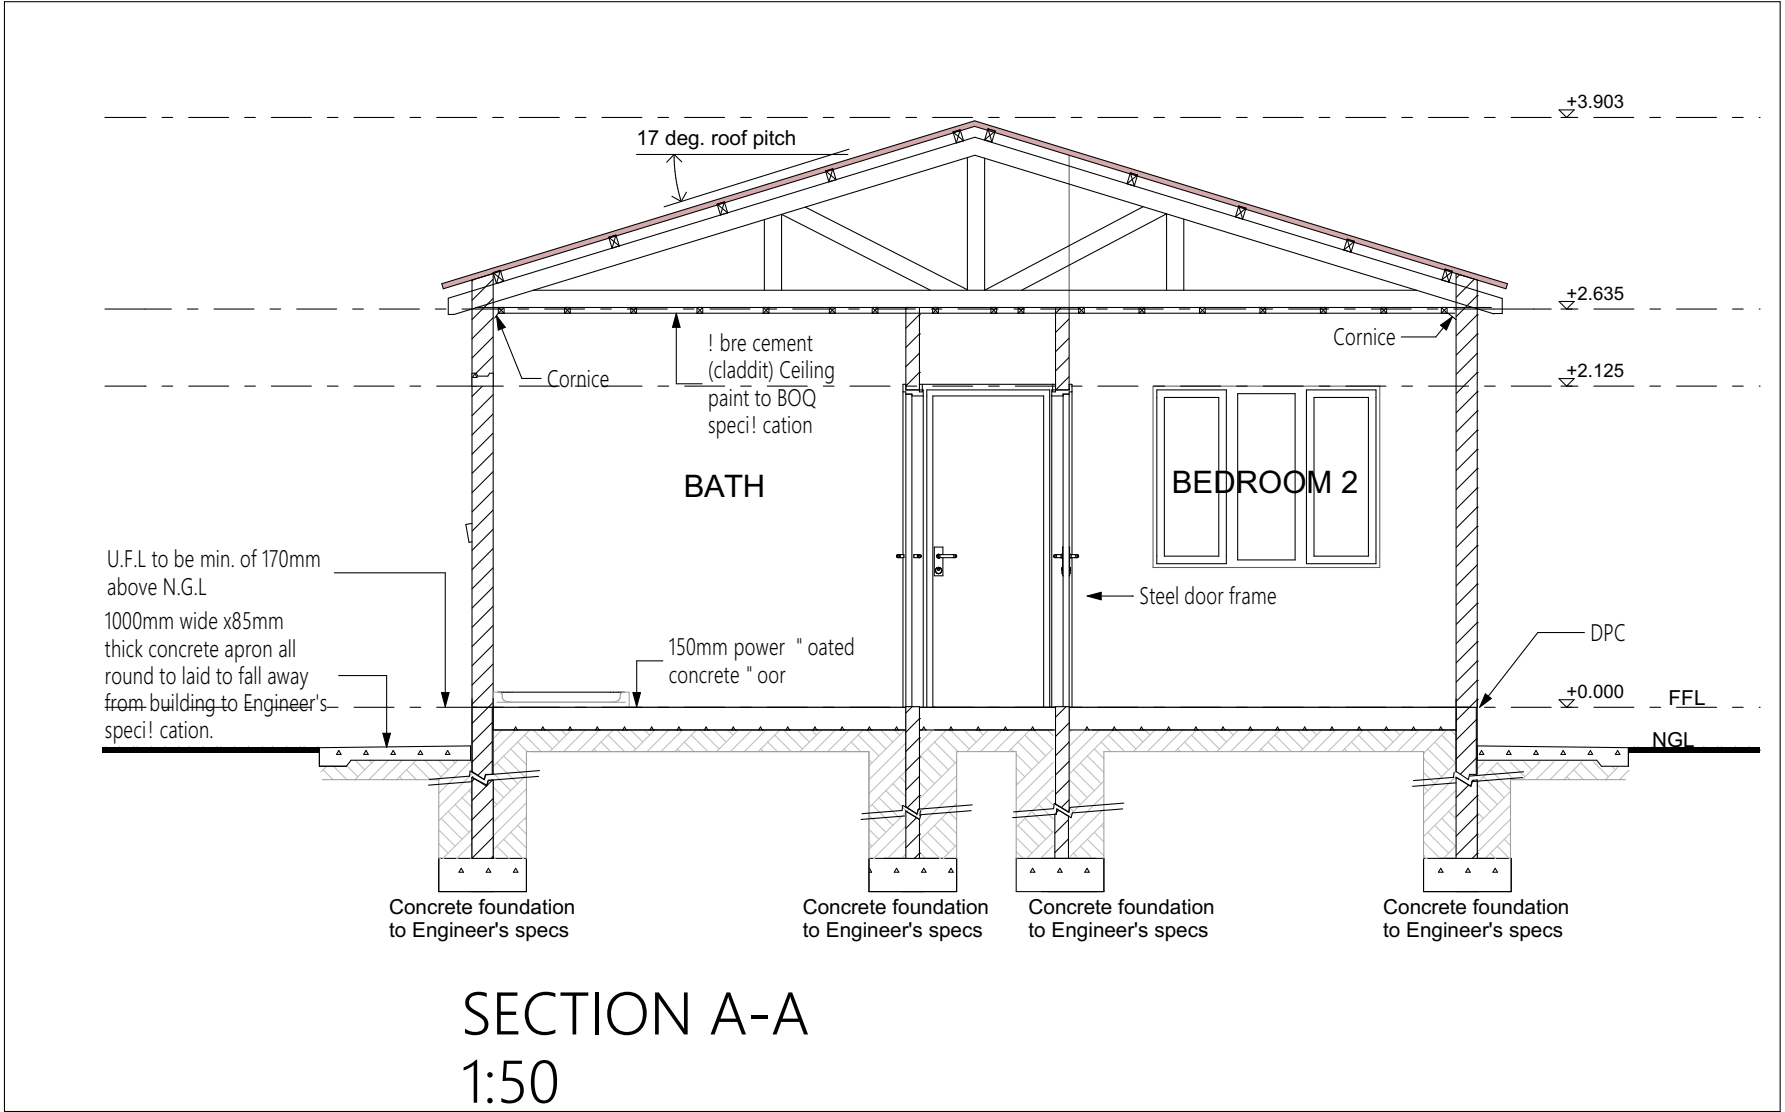 +3.903
17 deg. roof pitch
+2.635
Cornice
! bre cement
(claddit) Ceiling
paint to BOQ
speci! cation
Cornice
+2.125
BATH
BEDROOM 2
U.F.L to be min. of 170mm
above N.G.L
1000mm wide x85mm
thick concrete apron all
round to laid to fall away
from building to Engineer's
speci! cation.
150mm power " oated
concrete " oor
Steel door frame
DPC
+0.000
FFL
NGL
Concrete foundation
to Engineer's specs
Concrete foundation
to Engineer's specs
Concrete foundation
to Engineer's specs
Concrete foundation
to Engineer's specs
SECTION A-A
1:50